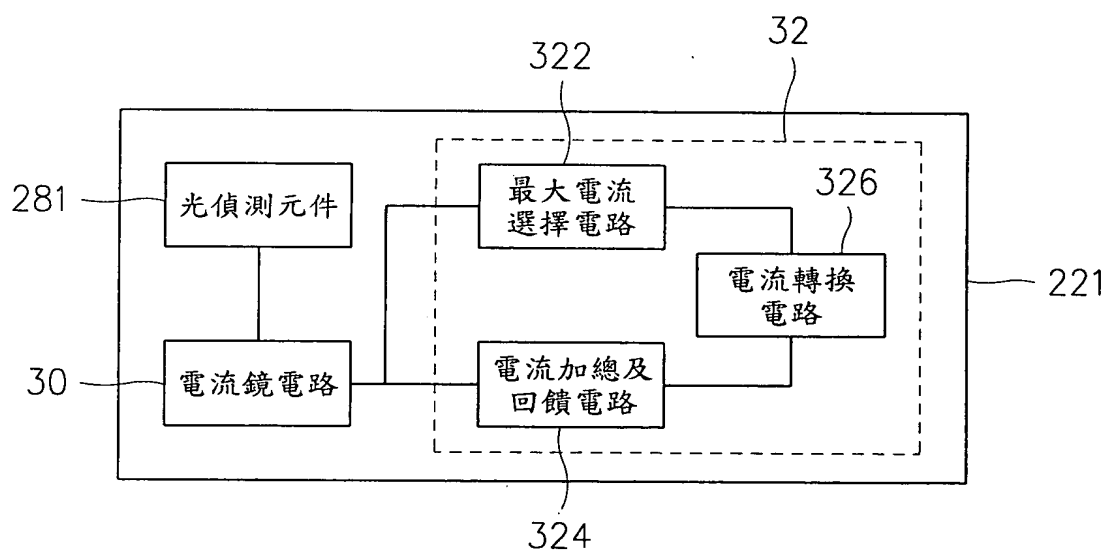 32
322
最大電流
選擇電路
326
281
光偵測元件
電流轉換
電路
221
30
電流鏡電路
電流加總及
回饋電路
324